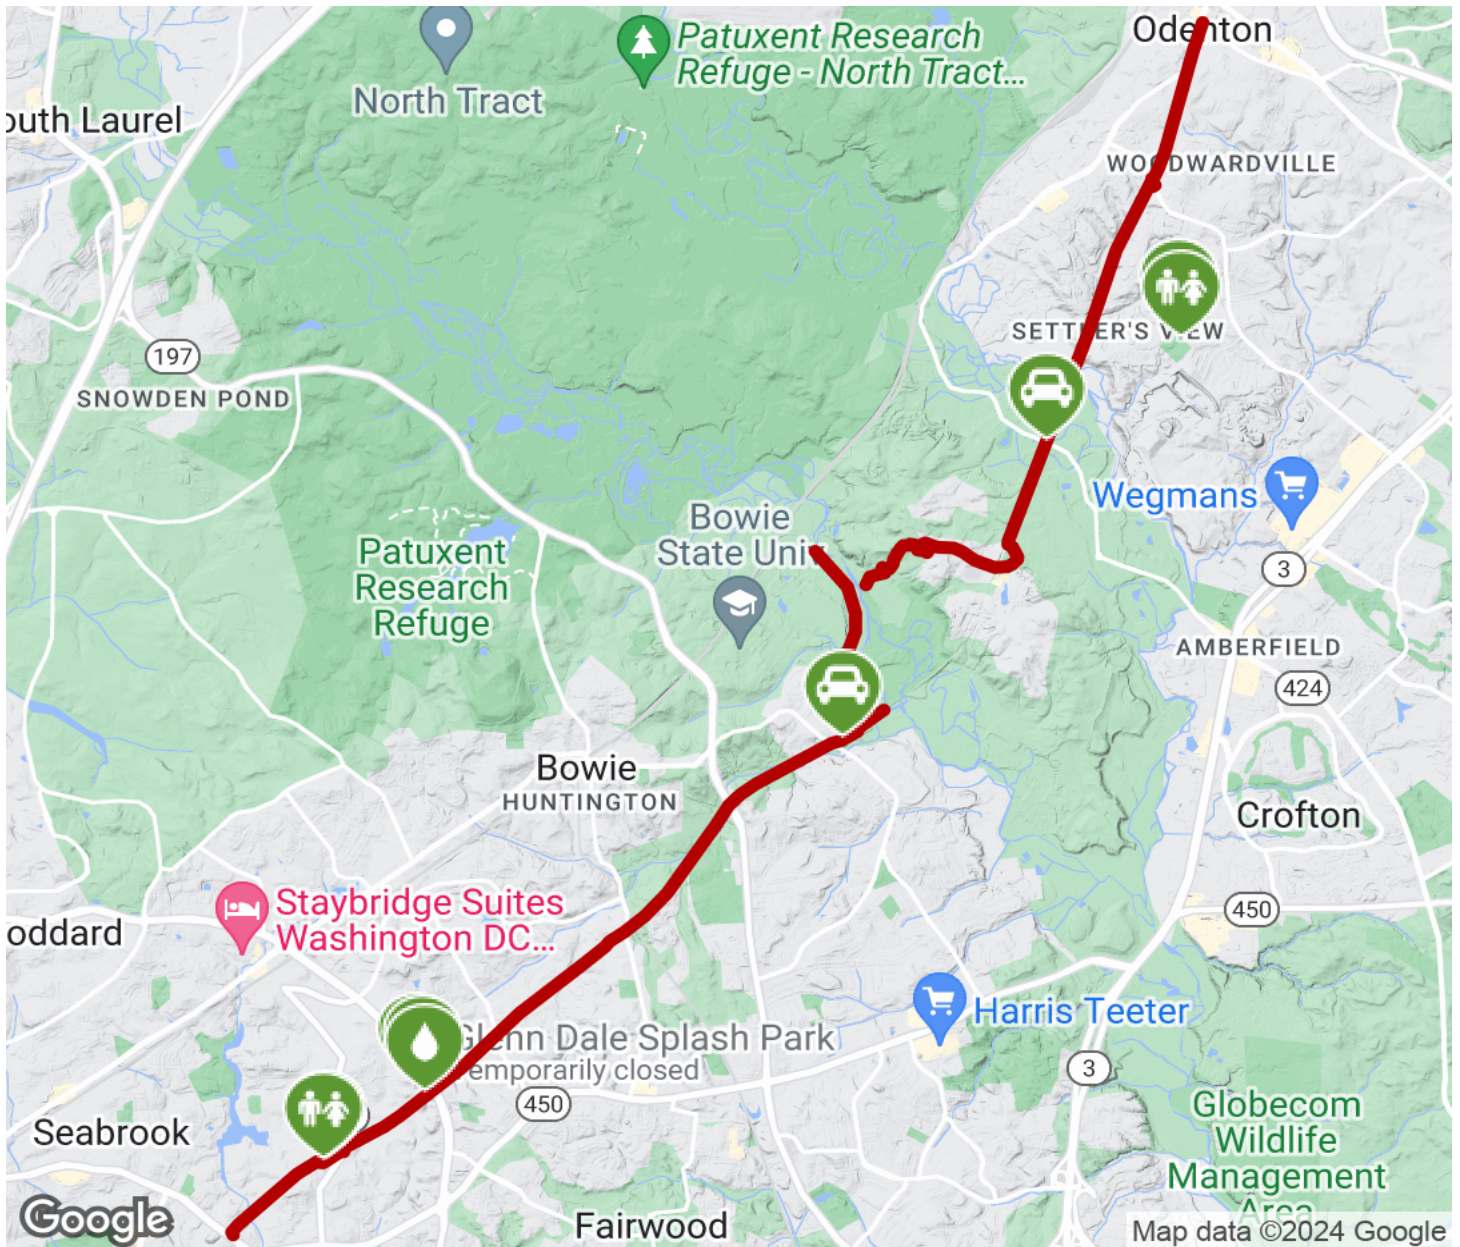 Odenton
Patuxent Research
Refuge - North Tract...
North Tract
outh Laurel
WOODWARDVILLE
197
SETTLER'S VIEW
SNOWDEN POND
Wegmans
Bowie
State Univ
Patuxent
Research
Refuge
3
AMBERFIELD
424
Bowie
HUNTINGTON
Crofton
Staybridge Suites
Washington DC...
450
oddard
Harris Teeter
Glenn Dale Splash Park
Temporarily closed
3
450
Seabrook
Globecom
Wildlife
Management
Area
Fairwood
Google
Map data ©2024 Google